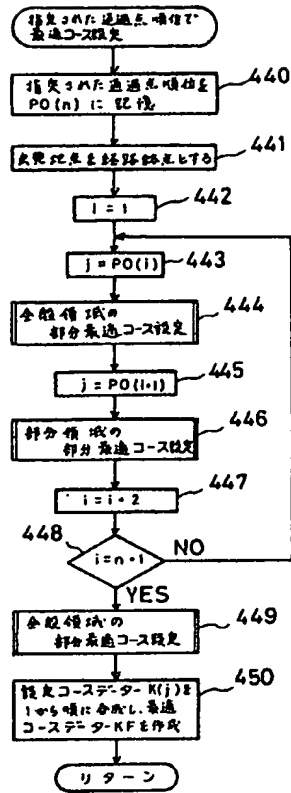 指定された通過点順位で
最適コース設定
指定された通過点順位を
PO(n)に記憶
440
出発地点を経路始点とする
441
i = 1
442
j = PO(i)
443
全般領域の
部分最適コース設定
444
j = PO(i+1)
445
部分領域の
部分最適コース設定
446
i = i + 2
447
i = n + 1
448
NO
YES
全般領域の
部分最適コース設定
449
設定コースデーターK(j)を
1から順に合成し、最適
コースデーターKFを作成
450
リターン